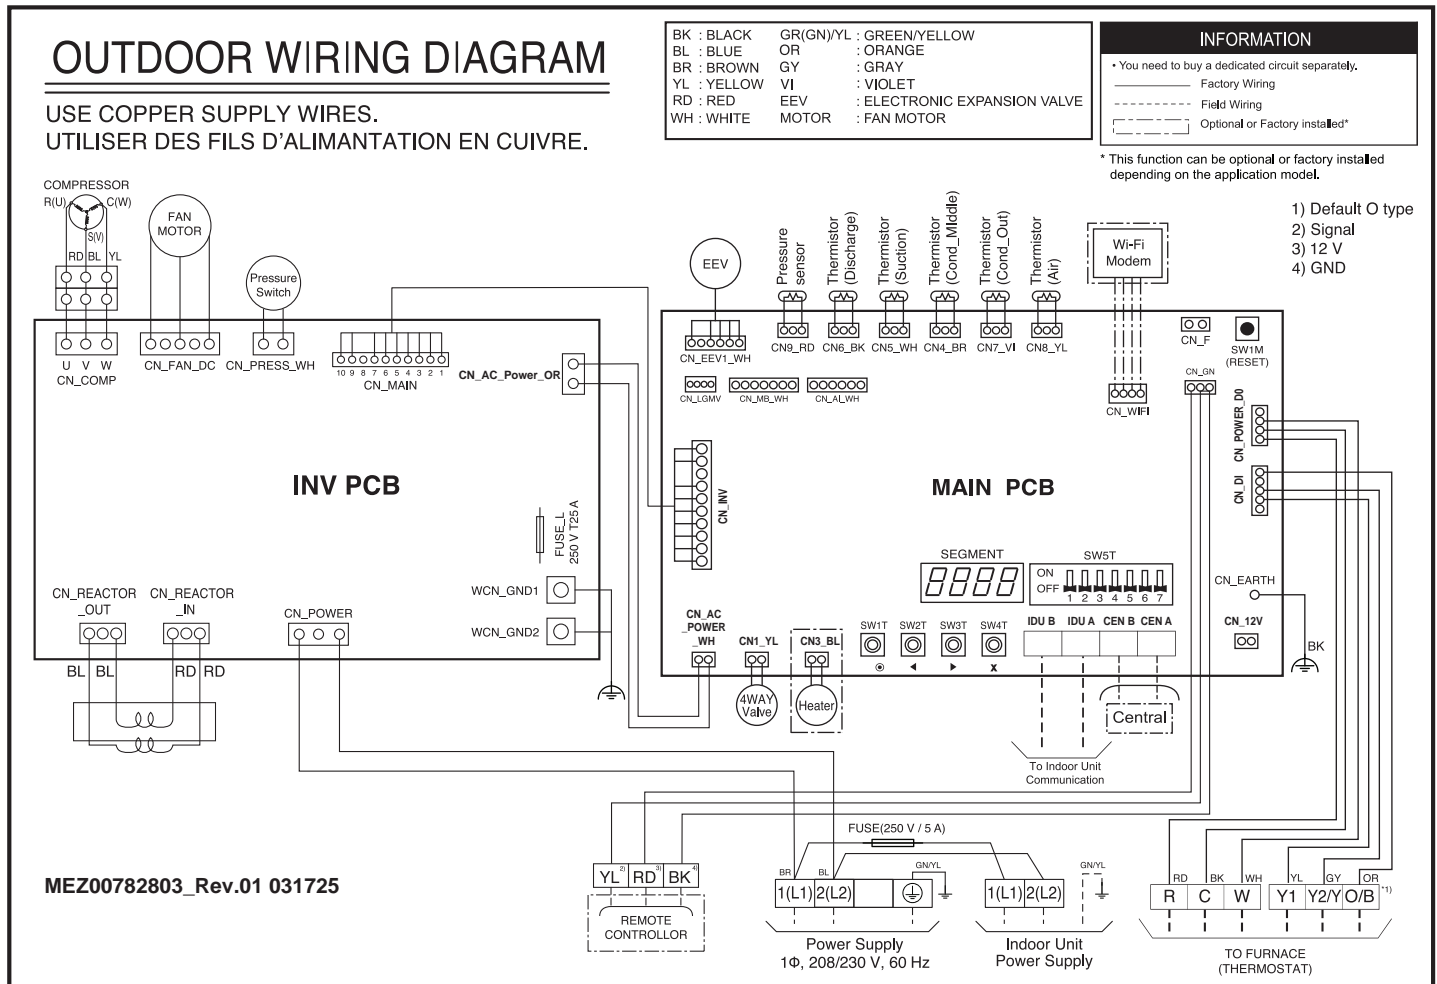 OUTDOOR WIRING DIAGRAM
USE COPPER SUPPLY WIRES.
UTILISER DES FILS D'ALIMANTATION EN CUIVRE.
BK : BLACK GR(GN)/YL : GREEN/YELLOW
BL : BLUE OR : ORANGE
BR : BROWN GY : GRAY
YL : YELLOW VI : VIOLET
RD : RED EEV : ELECTRONIC EXPANSION VALVE
WH : WHITE MOTOR : FAN MOTOR
INFORMATION
• You need to buy a dedicated circuit separately.
Factory Wiring
Field Wiring
Optional or Factory installed*
* This function can be optional or factory installed
depending on the application model.
1) Default O type
2) Signal
3) 12 V
4) GND
COMPRESSOR
R(U) C(W)
S(V)
RD BL YL
FAN
MOTOR
Pressure
Switch
U V W
CN_COMP
CN_FAN_DC
CN_PRESS_WH
10 9 8 7 6 5 4 3 2 1
CN_MAIN
CN_AC_Power_OR
INV PCB
FUSE_L
250 V T25 A
WCN_GND1
WCN_GND2
CN_REACTOR
_OUT
CN_REACTOR
_IN
CN_POWER
BL BL RD RD
EEV
Pressure
sensor
Thermistor
(Discharge)
Thermistor
(Suction)
Thermistor
(Cond_Middle)
Thermistor
(Cond_Out)
Thermistor
(Air)
Wi-Fi
Modem
CN_EEV1_WH
CN9_RD
CN6_BK
CN5_WH
CN4_BR
CN7_VI
CN8_YL
CN_F
SW1M
(RESET)
CN_LGMV
CN_MB_WH
CN_AI_WH
CN_WIFI
CN_GN
CN_POWER_D0
CN_DI
CN_INV
MAIN PCB
SEGMENT
8888
SW5T
ON
OFF
1 2 3 4 5 6 7
CN_EARTH
CN_12V
BK
CN_AC
_POWER
_WH
CN1_YL
CN3_BL
SW1T SW2T SW3T SW4T
X
IDU B IDU A CEN B CEN A
4WAY
Valve
Heater
Central
To Indoor Unit
Communication
FUSE(250 V / 5 A)
YL 2) RD 3) BK 4)
REMOTE
CONTROLLOR
BR BL GN/YL
1(L1) 2(L2)
Power Supply
1Φ, 208/230 V, 60 Hz
GN/YL
1(L1) 2(L2)
Indoor Unit
Power Supply
RD BK WH YL GY OR
R C W Y1 Y2/Y O/B *1)
TO FURNACE
(THERMOSTAT)
MEZ00782803_Rev.01 031725